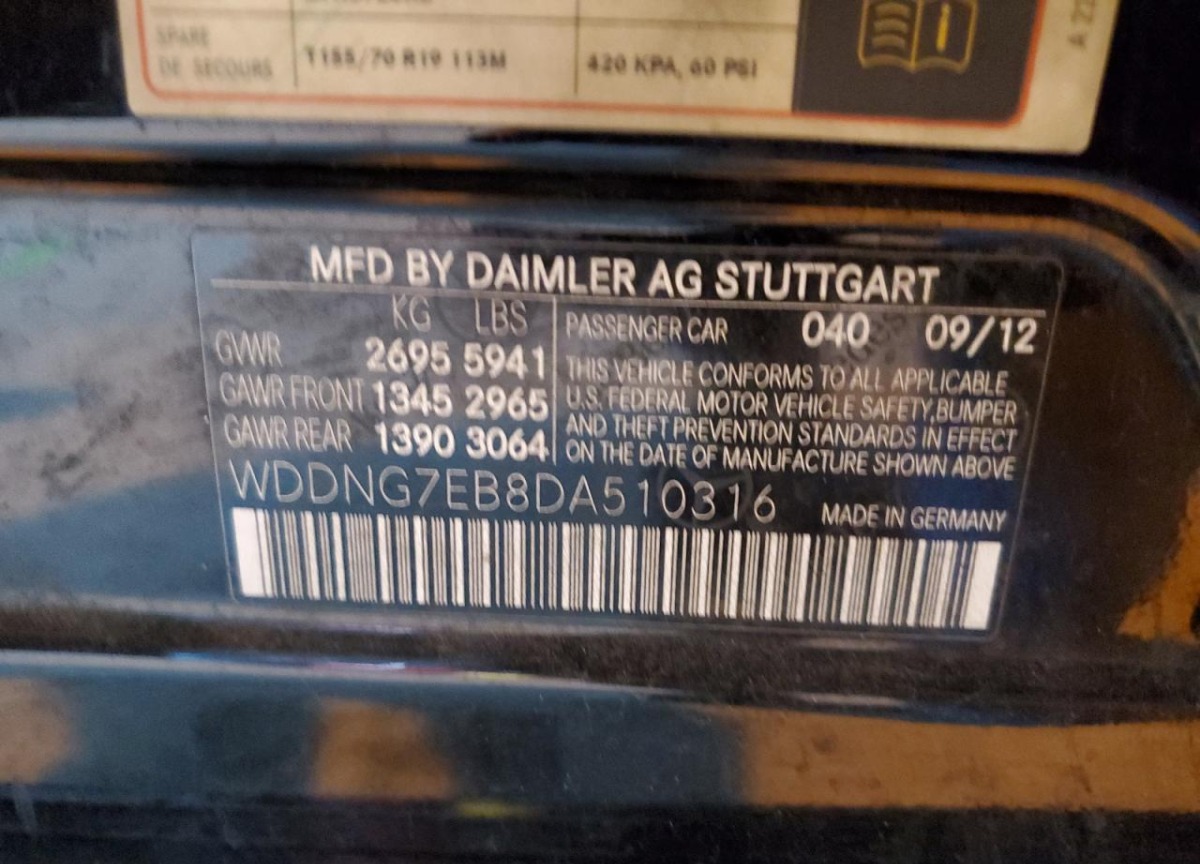 SPARE
DE SECOURS
T155/70 R19 113M
420 KPA, 60 PSI
MFD BY DAIMLER AG STUTTGART
KG LBS
GVWR 2695 5941
GAWR FRONT 1345 2965
GAWR REAR 1390 3064
PASSENGER CAR 040 09/12
THIS VEHICLE CONFORMS TO ALL APPLICABLE
U.S. FEDERAL MOTOR VEHICLE SAFETY, BUMPER
AND THEFT PREVENTION STANDARDS IN EFFECT
ON THE DATE OF MANUFACTURE SHOWN ABOVE
WDDNG7EB8DA510316
MADE IN GERMANY